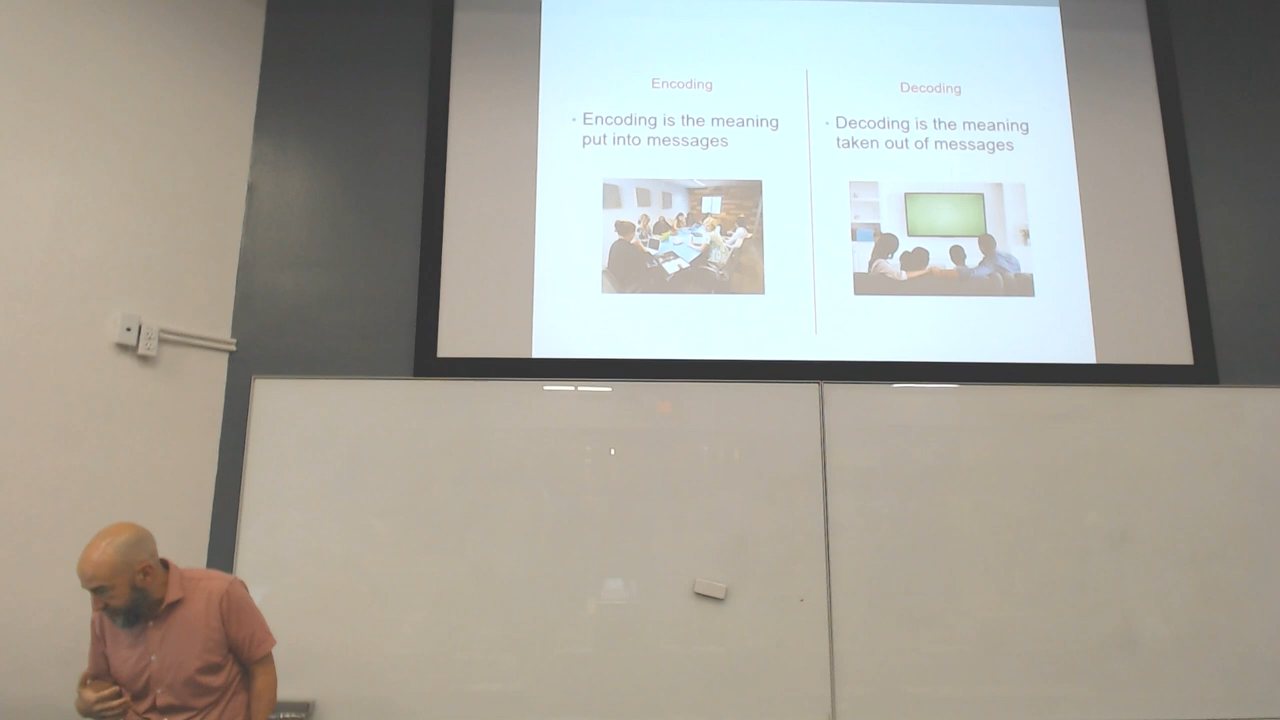 Encoding
• Encoding is the meaning
put into messages
Decoding
• Decoding is the meaning
taken out of messages